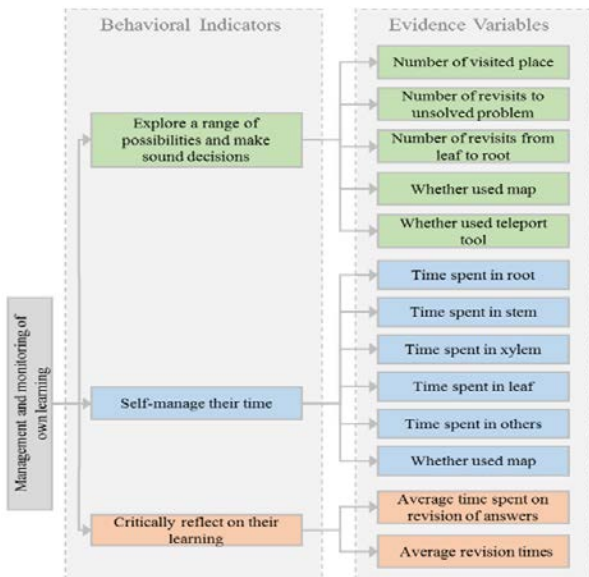 Behavioral Indicators
Evidence Variables
Management and monitoring of
own learning
Explore a range of
possibilities and make
sound decisions
Number of visited place
Number of revisits to
unsolved problem
Number of revisits from
leaf to root
Whether used map
Whether used teleport
tool
Self-manage their time
Time spent in root
Time spent in stem
Time spent in xylem
Time spent in leaf
Time spent in others
Whether used map
Critically reflect on their
learning
Average time spent on
revision of answers
Average revision times